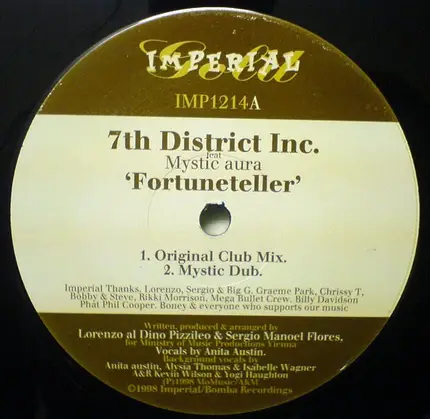 IMPERIAL
Gold
IMP1214A
7th District Inc.
feat
Mystic aura
'Fortuneteller'
1. Original Club Mix.
2. Mystic Dub.
Imperial Thanks, Lorenzo, Sergio & Big G. Graeme Park, Chrissy T,
Bobby & Steve, Rikki Morrison, Mega Bullet Crew. Billy Davidson
Phat Phil Cooper. Boney & everyone who supports our music
Written, produced & arranged by
Lorenzo al Dino Pizzileo & Sergio Manoel Flores,
for Ministry of Music Productions Vienna
Vocals by Anita Austin.
Background vocals by
Anita austin, Alysia Thomas & Isabelle Wagner
A&R Kevin Wilson & Yogi Haughton
(P)1998 MoMusic/AKM
©1998 Imperial/Bomba Recordings